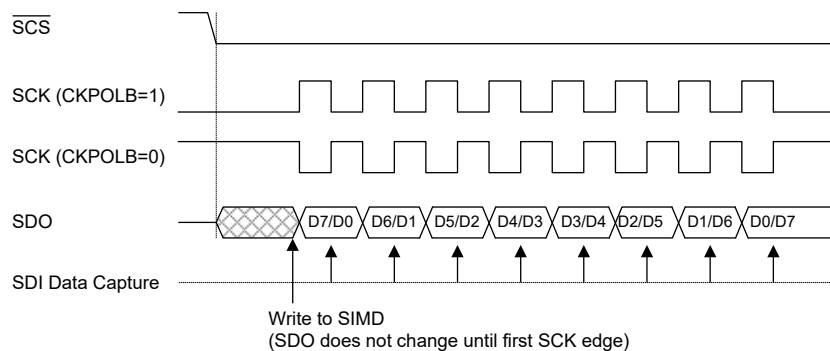 SCS
SCK (CKPOLB=1)
SCK (CKPOLB=0)
SDO D7/D0 D6/D1 D5/D2 D4/D3 D3/D4 D2/D5 D1/D6 D0/D7
SDI Data Capture
Write to SIMD
(SDO does not change until first SCK edge)